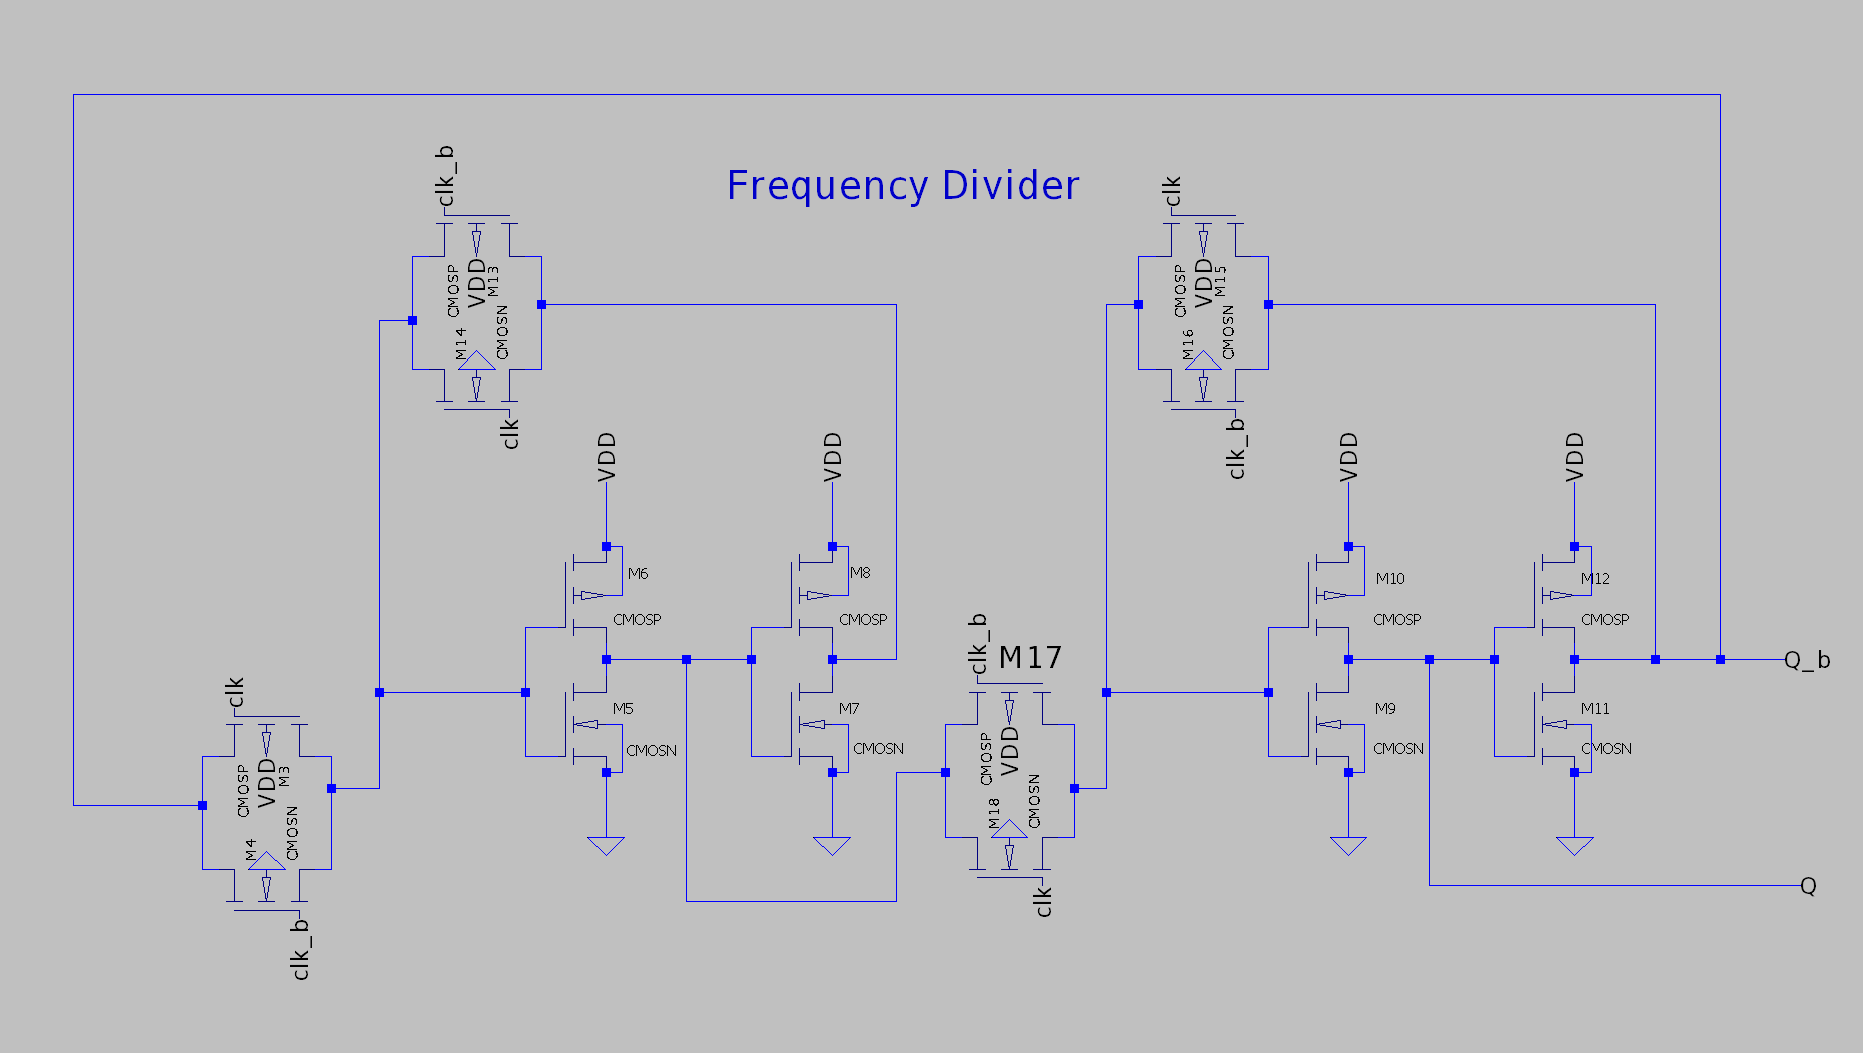 Frequency Divider
clk_b
CMOSP
VDD
M13
M14
CMOSN
clk
clk
CMOSP
VDD
M15
M16
CMOSN
clk_b
VDD
M6
CMOSP
M5
CMOSN
VDD
M8
CMOSP
M7
CMOSN
VDD
M10
CMOSP
M9
CMOSN
VDD
M12
CMOSP
M11
CMOSN
clk
CMOSP
VDD
M3
M4
CMOSN
clk_b
clk_b
M17
CMOSP
VDD
M18
CMOSN
clk
Q_b
Q